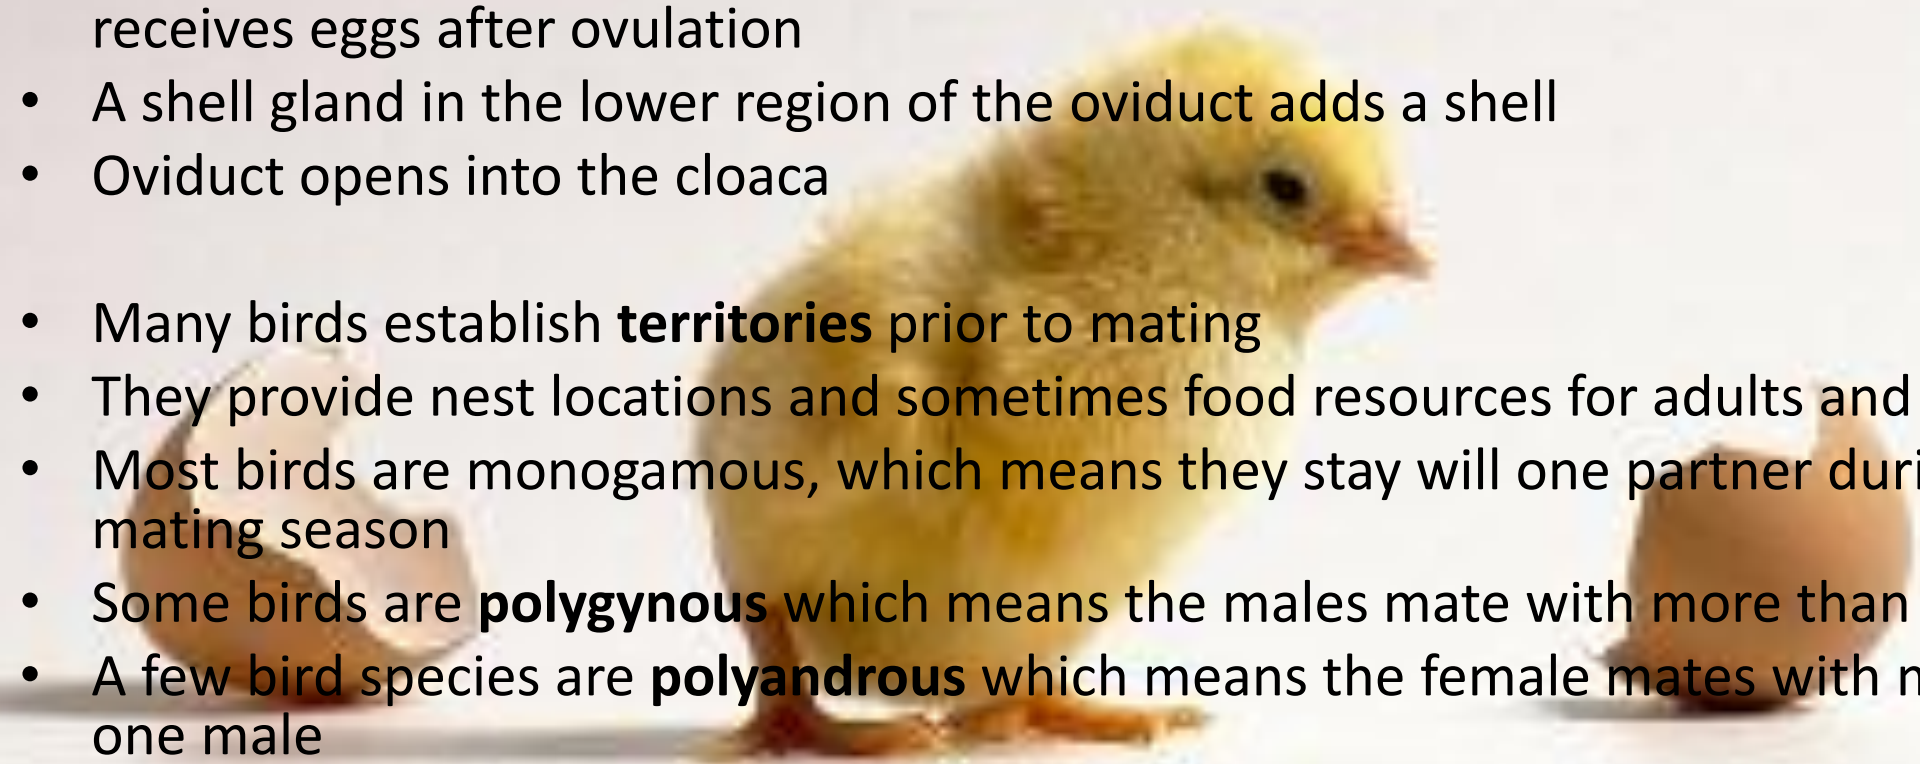 receives eggs after ovulation
• A shell gland in the lower region of the oviduct adds a shell
• Oviduct opens into the cloaca
• Many birds establish territories prior to mating
• They provide nest locations and sometimes food resources for adults and
• Most birds are monogamous, which means they stay will one partner duri
mating season
• Some birds are polygynous which means the males mate with more than
• A few bird species are polyandrous which means the female mates with
one male